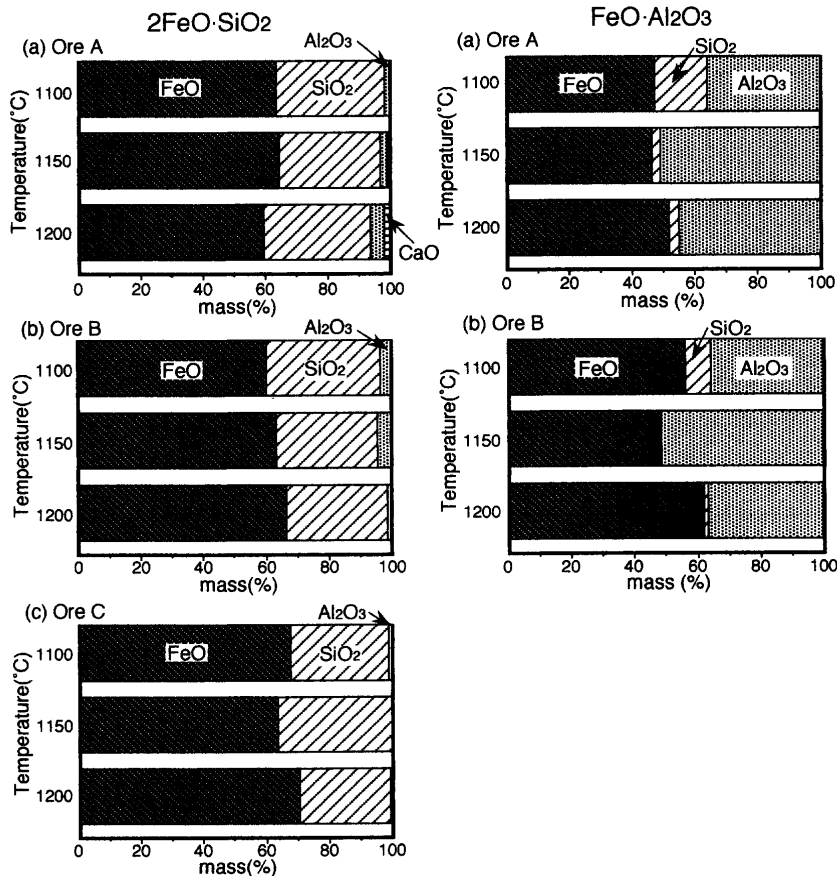 2FeO·SiO₂
(a) Ore A
Al₂O₃
FeO
SiO₂
CaO
Temperature(°C)
1100
1150
1200
0 20 40 60 80 100
mass(%)
(b) Ore B
Al₂O₃
FeO
SiO₂
Temperature(°C)
1100
1150
1200
0 20 40 60 80 100
mass(%)
(c) Ore C
Al₂O₃
FeO
SiO₂
Temperature(°C)
1100
1150
1200
0 20 40 60 80 100
mass(%)
FeO·Al₂O₃
(a) Ore A
SiO₂
FeO
Al₂O₃
Temperature(°C)
1100
1150
1200
0 20 40 60 80 100
mass (%)
(b) Ore B
SiO₂
FeO
Al₂O₃
Temperature(°C)
1100
1150
1200
0 20 40 60 80 100
mass (%)